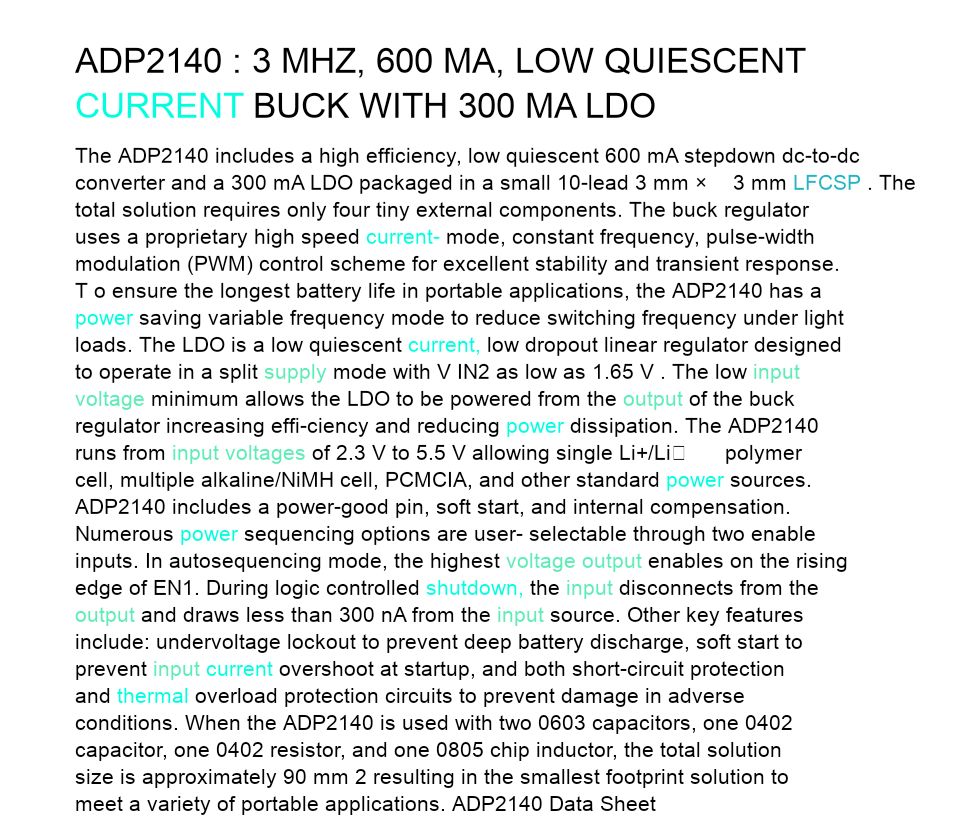 ADP2140 : 3 MHZ, 600 MA, LOW QUIESCENT
CURRENT BUCK WITH 300 MA LDO
The ADP2140 includes a high efficiency, low quiescent 600 mA stepdown dc-to-dc
converter and a 300 mA LDO packaged in a small 10-lead 3 mm × 3 mm LFCSP . The
total solution requires only four tiny external components. The buck regulator
uses a proprietary high speed current- mode, constant frequency, pulse-width
modulation (PWM) control scheme for excellent stability and transient response.
T o ensure the longest battery life in portable applications, the ADP2140 has a
power saving variable frequency mode to reduce switching frequency under light
loads. The LDO is a low quiescent current, low dropout linear regulator designed
to operate in a split supply mode with V IN2 as low as 1.65 V . The low input
voltage minimum allows the LDO to be powered from the output of the buck
regulator increasing effi-ciency and reducing power dissipation. The ADP2140
runs from input voltages of 2.3 V to 5.5 V allowing single Li+/Li□ polymer
cell, multiple alkaline/NiMH cell, PCMCIA, and other standard power sources.
ADP2140 includes a power-good pin, soft start, and internal compensation.
Numerous power sequencing options are user- selectable through two enable
inputs. In autosequencing mode, the highest voltage output enables on the rising
edge of EN1. During logic controlled shutdown, the input disconnects from the
output and draws less than 300 nA from the input source. Other key features
include: undervoltage lockout to prevent deep battery discharge, soft start to
prevent input current overshoot at startup, and both short-circuit protection
and thermal overload protection circuits to prevent damage in adverse
conditions. When the ADP2140 is used with two 0603 capacitors, one 0402
capacitor, one 0402 resistor, and one 0805 chip inductor, the total solution
size is approximately 90 mm 2 resulting in the smallest footprint solution to
meet a variety of portable applications. ADP2140 Data Sheet